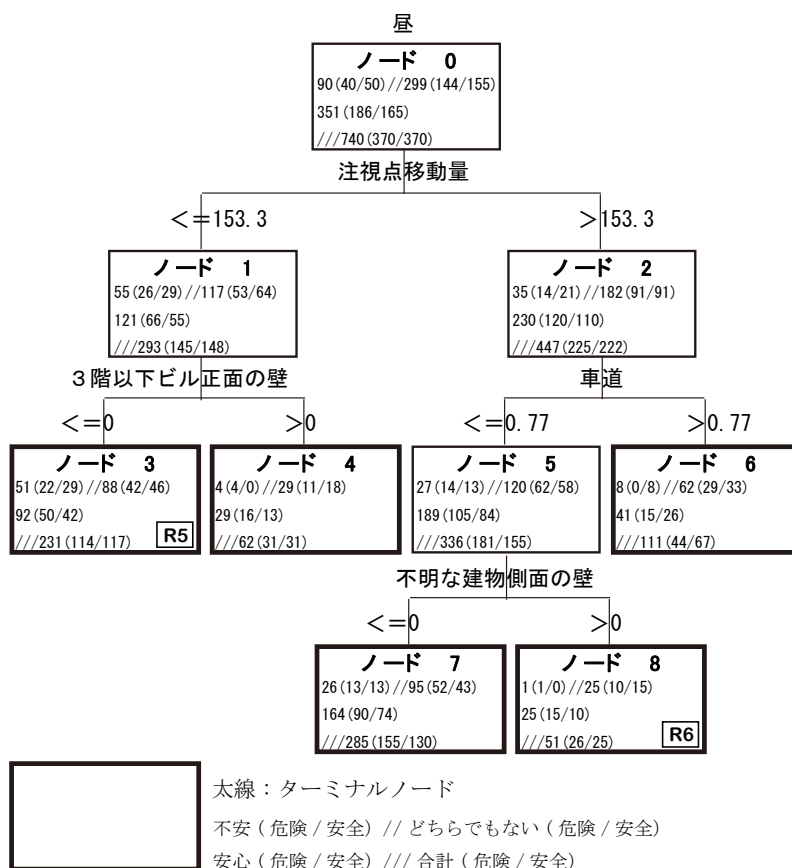 昼
ノード 0
90(40/50)//299(144/155)
351(186/165)
///740(370/370)
注視点移動量
<=153.3 >153.3
ノード 1
55(26/29)//117(53/64)
121(66/55)
///293(145/148)
ノード 2
35(14/21)//182(91/91)
230(120/110)
///447(225/222)
3階以下ビル正面の壁
車道
<=0 >0
<=0.77 >0.77
ノード 3
51(22/29)//88(42/46)
92(50/42)
///231(114/117)
R5
ノード 4
4(4/0)//29(11/18)
29(16/13)
///62(31/31)
ノード 5
27(14/13)//120(62/58)
189(105/84)
///336(181/155)
ノード 6
8(0/8)//62(29/33)
41(15/26)
///111(44/67)
不明な建物側面の壁
<=0 >0
ノード 7
26(13/13)//95(52/43)
164(90/74)
///285(155/130)
ノード 8
1(1/0)//25(10/15)
25(15/10)
///51(26/25)
R6
太線：ターミナルノード
不安 ( 危険 / 安全) // どちらでもない ( 危険 / 安全)
安心 ( 危険 / 安全) /// 合計 ( 危険 / 安全)